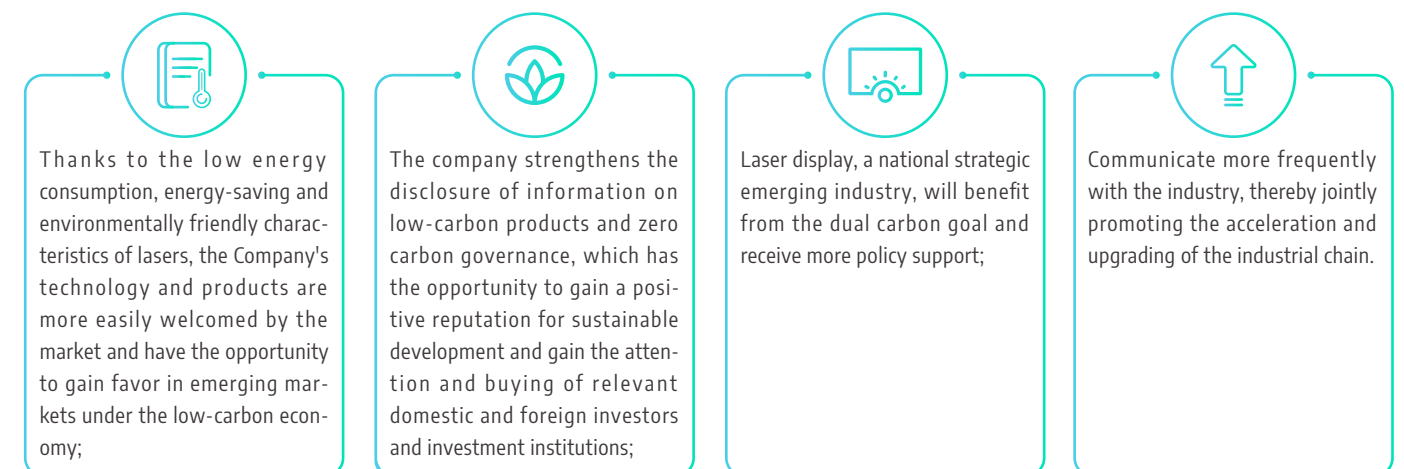 Thanks to the low energy
consumption, energy-saving and
environmentally friendly charac-
teristics of lasers, the Company's
technology and products are
more easily welcomed by the
market and have the opportunity
to gain favor in emerging mar-
kets under the low-carbon econ-
omy;
The company strengthens the
disclosure of information on
low-carbon products and zero
carbon governance, which has
the opportunity to gain a posi-
tive reputation for sustainable
development and gain the atten-
tion and buying of relevant
domestic and foreign investors
and investment institutions;
Laser display, a national strategic
emerging industry, will benefit
from the dual carbon goal and
receive more policy support;
Communicate more frequently
with the industry, thereby jointly
promoting the acceleration and
upgrading of the industrial chain.